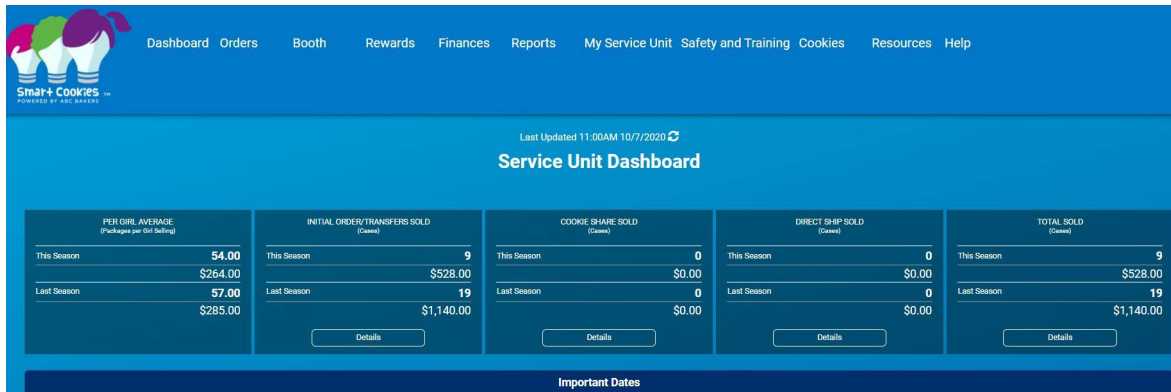 Dashboard Orders Booth Rewards Finances Reports My Service Unit Safety and Training Cookies Resources Help
Smart Cookies TM
POWERED BY ABC BAKERS
Last Updated 11:00AM 10/7/2020
Service Unit Dashboard
PER GIRL AVERAGE
(Packages per Girl Selling)
This Season 54.00
$264.00
Last Season 57.00
$285.00
INITIAL ORDER/TRANSFERS SOLD
(Cases)
This Season 9
$528.00
Last Season 19
$1,140.00
Details
COOKIE SHARE SOLD
(Cases)
This Season 0
$0.00
Last Season 0
$0.00
Details
DIRECT SHIP SOLD
(Cases)
This Season 0
$0.00
Last Season 0
$0.00
Details
TOTAL SOLD
(Cases)
This Season 9
$528.00
Last Season 19
$1,140.00
Details
Important Dates